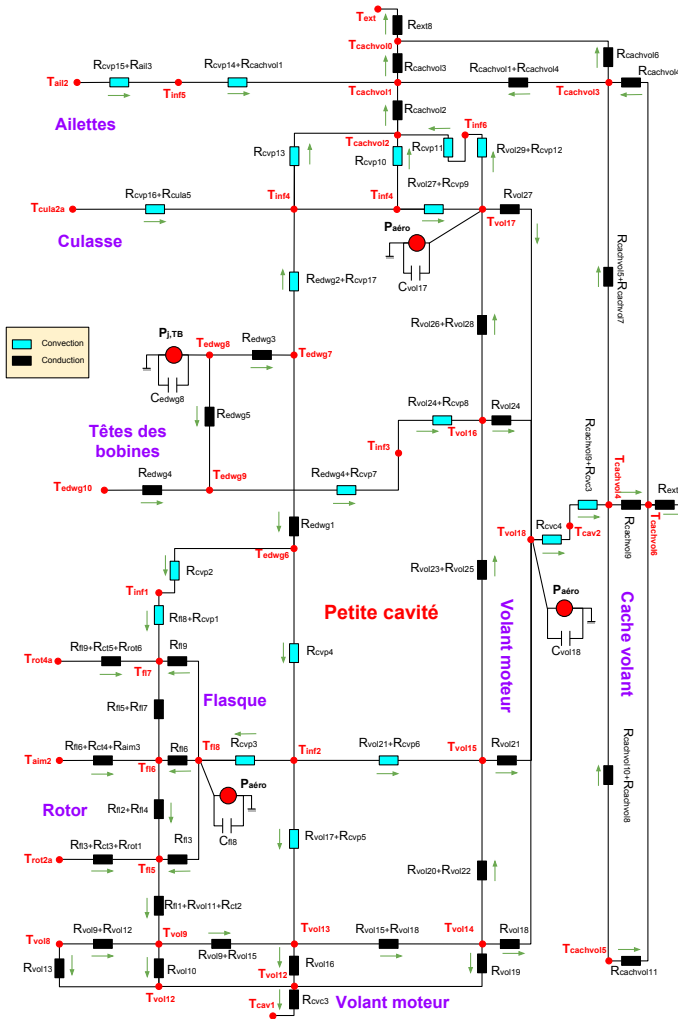 Text
Rext8
Tcachvol0
Rcachvol3
Rcachvol6
Rcvp15+Rail3
Rcvp14+Rcachvol1
Rcachvol1+Rcachvol4
Rcachvol4
Tail2
Tinf5
Tcachvol1
Tcachvol3
Ailettes
Rcachvol2
Tinf6
Tcachvol2
Rcvp13
Rcvp10
Rcvp11
Rvol29+Rcvp12
Rcvp16+Rcula5
Tinf4
Tinf4
Rvol27+Rcvp9
Rvol27
Tcula2a
Tvol17
Culasse
Paéro
Cvol17
Rcachvol5+Rcachvol7
Redwg2+Rcvp17
Rvol26+Rvol28
Convection
Conduction
Pj,TB
Tedwg8
Redwg3
Tedwg7
Cedwg8
Redwg5
Rvol24+Rcvp8
Rvol24
Têtes des
bobines
Tvol16
Tinf3
Rcachvol9+Rcvc3
Redwg4
Tedwg9
Redwg4+Rcvp7
Tedwg10
Tcachvol4
Rext
Redwg1
Tvol18
Rcvc4
Tcav2
Rcachvol9
Tcachvol6
Tedwg6
Rcvp2
Rvol23+Rvol25
Tinf1
Rfl8+Rcvp1
Petite cavité
Volant moteur
Paéro
Cvol18
Cache volant
Rfl9+Rct5+Rrot6
Rfl9
Rcvp4
Trot4a
Tfl7
Flasque
Rfl5+Rfl7
Rfl6+Rct4+Raim3
Rfl6
Tfl8
Rcvp3
Tinf2
Rvol21+Rcvp6
Tvol15
Rvol21
Taim2
Tfl6
Rcachvol10+Rcachvol8
Paéro
Rotor
Rfl2+Rfl4
Cfl8
Rfl3+Rct3+Rrot1
Rfl3
Rvol17+Rcvp5
Trot2a
Tfl5
Rvol20+Rvol22
Rfl1+Rvol11+Rct2
Tvol8
Rvol9+Rvol12
Tvol9
Rvol9+Rvol15
Tvol13
Rvol15+Rvol18
Tvol14
Rvol18
Tcachvol5
Rvol13
Rvol10
Tvol12
Rvol16
Rvol19
Rcachvol11
Tvol12
Rcvc3
Tcav1
Volant moteur